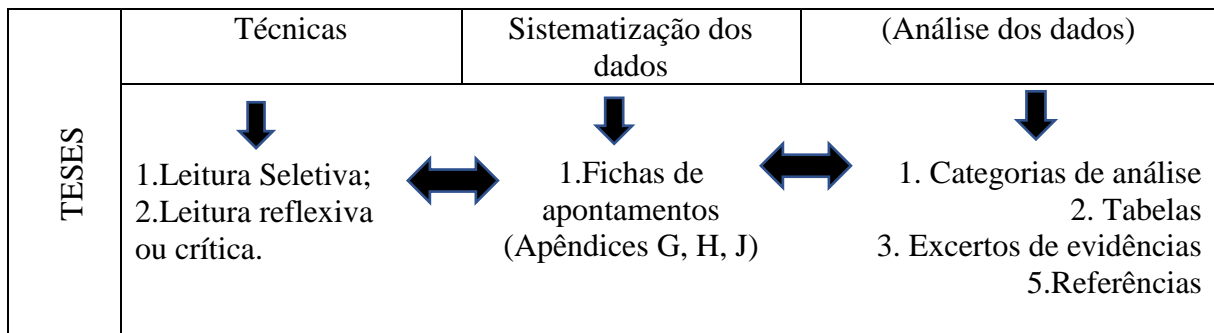 Técnicas
Sistematização dos
dados
(Análise dos dados)
TESES
1.Leitura Seletiva;
2.Leitura reflexiva
ou crítica.
1.Fichas de
apontamentos
(Apêndices G, H, J)
1. Categorias de análise
2. Tabelas
3. Excertos de evidências
5.Referências